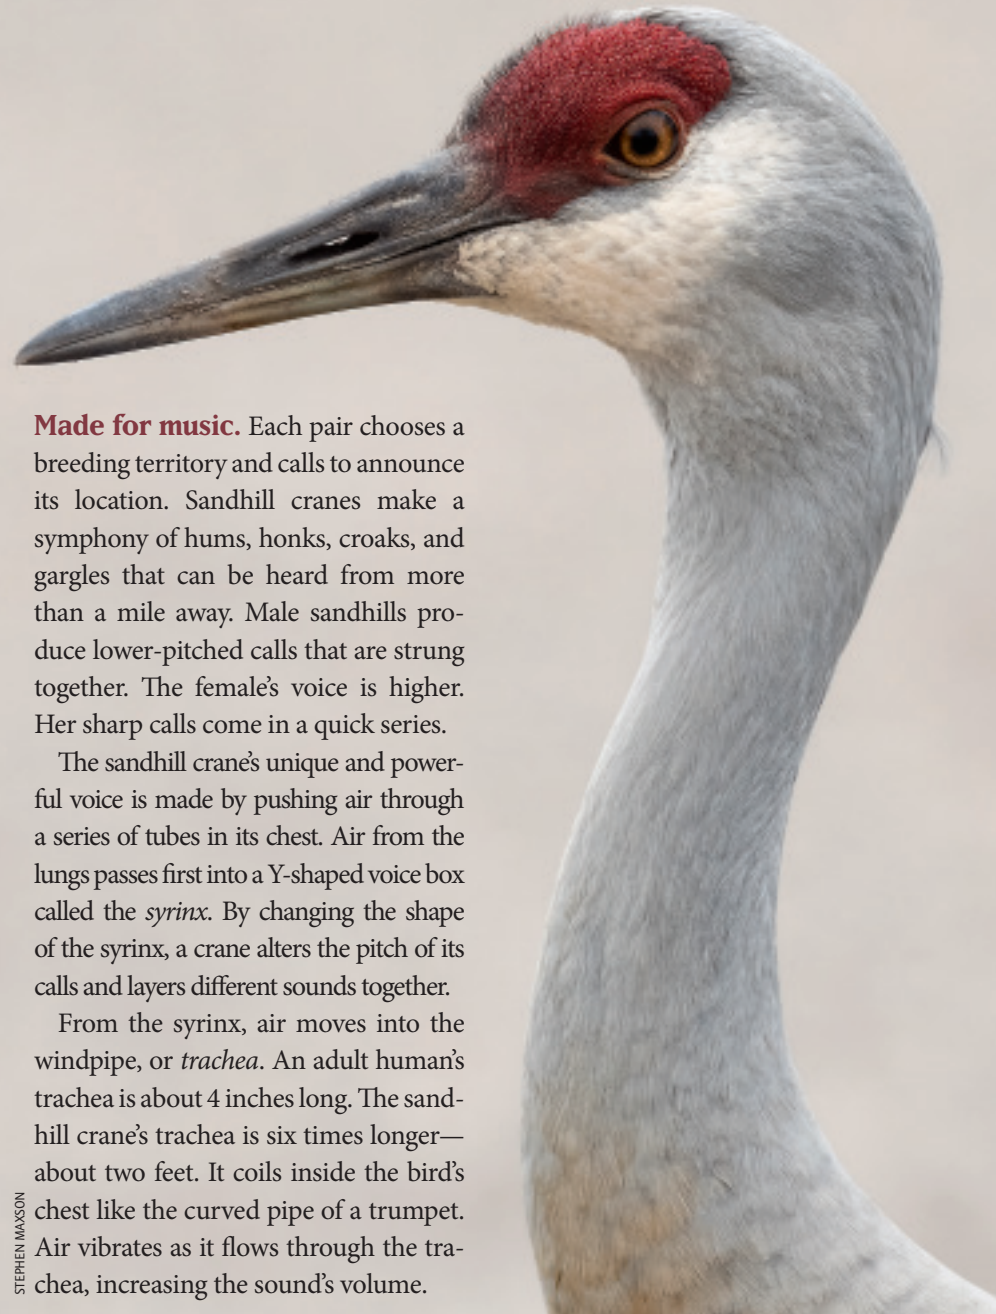 Made for music. Each pair chooses a
breeding territory and calls to announce
its location. Sandhill cranes make a
symphony of hums, honks, croaks, and
gargles that can be heard from more
than a mile away. Male sandhills pro-
duce lower-pitched calls that are strung
together. The female’s voice is higher.
Her sharp calls come in a quick series.
The sandhill crane’s unique and power-
ful voice is made by pushing air through
a series of tubes in its chest. Air from the
lungs passes first into a Y-shaped voice box
called the syrinx. By changing the shape
of the syrinx, a crane alters the pitch of its
calls and layers different sounds together.
From the syrinx, air moves into the
windpipe, or trachea. An adult human’s
trachea is about 4 inches long. The sand-
hill crane’s trachea is six times longer—
about two feet. It coils inside the bird’s
chest like the curved pipe of a trumpet.
Air vibrates as it flows through the tra-
chea, increasing the sound’s volume.
STEPHEN MAXSON